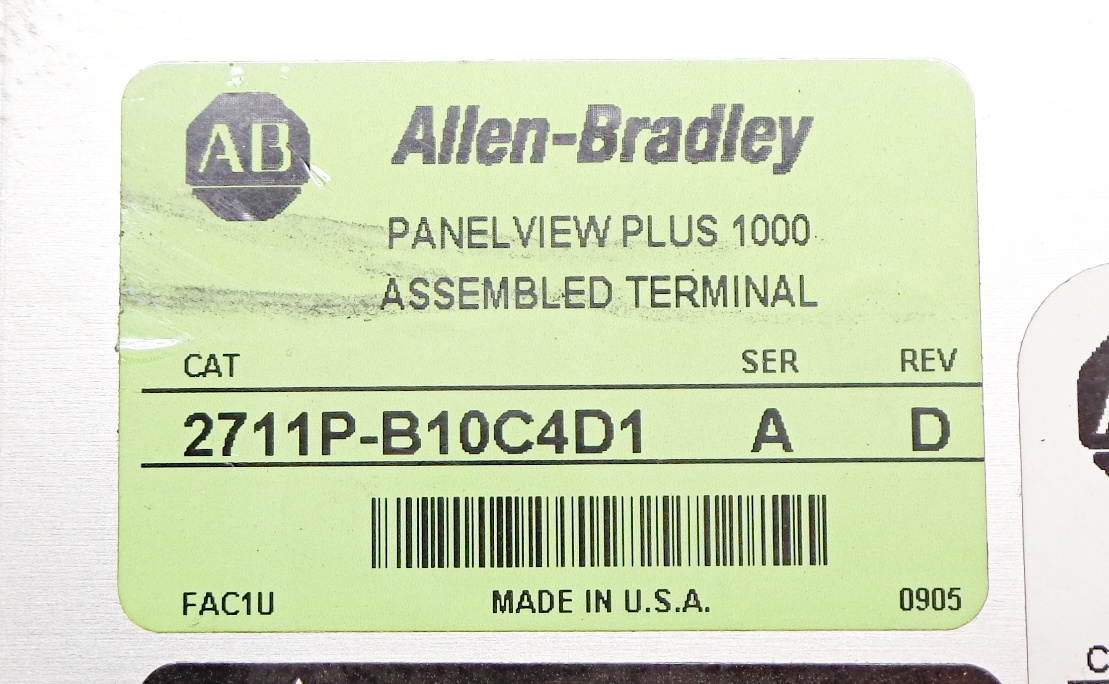 AB Allen-Bradley
PANELVIEW PLUS 1000
ASSEMBLED TERMINAL
CAT SER REV
2711P-B10C4D1 A D
FAC1U MADE IN U.S.A. 0905